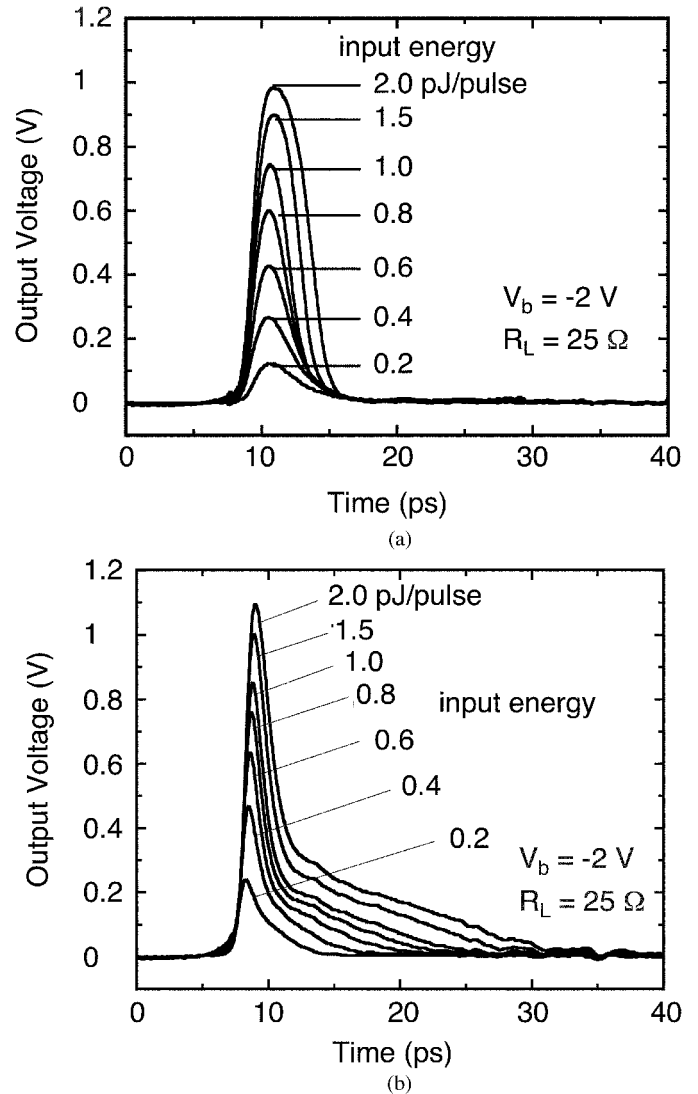 1.2
1
0.8
0.6
0.4
0.2
0
Output Voltage (V)
input energy
2.0 pJ/pulse
1.5
1.0
0.8
0.6
0.4
0.2
V_b = -2 V
R_L = 25 Ω
0 10 20 30 40
Time (ps)
(a)
1.2
1
0.8
0.6
0.4
0.2
0
Output Voltage (V)
2.0 pJ/pulse
1.5
1.0
0.8
input energy
0.6
0.4
0.2
V_b = -2 V
R_L = 25 Ω
0 10 20 30 40
Time (ps)
(b)